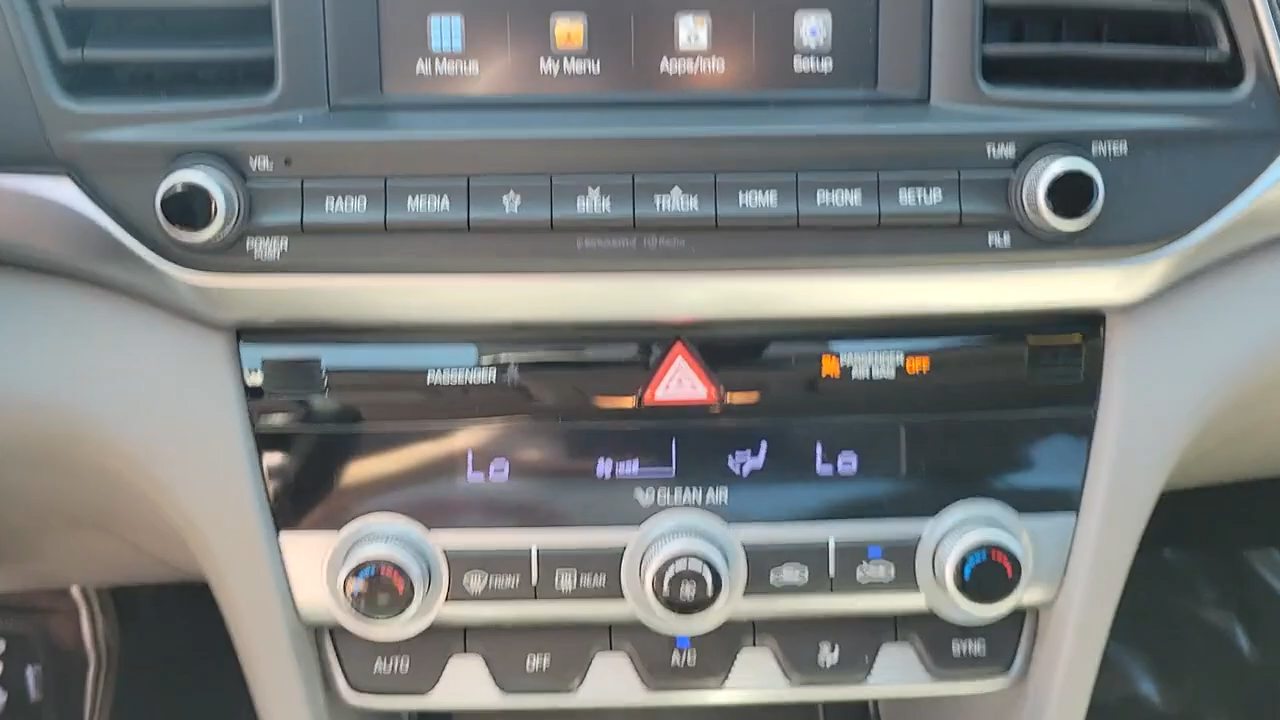 All Menus My Menu Apps/Info Setup
VOL TUNE ENTER
RADIO MEDIA SEEK TRACK HOME PHONE SETUP
POWER PUSH FILE
PASSENGER PASSENGER AIR BAG OFF
Lo Lo
CLEAN AIR
FRONT REAR
AUTO OFF A/C SYNC